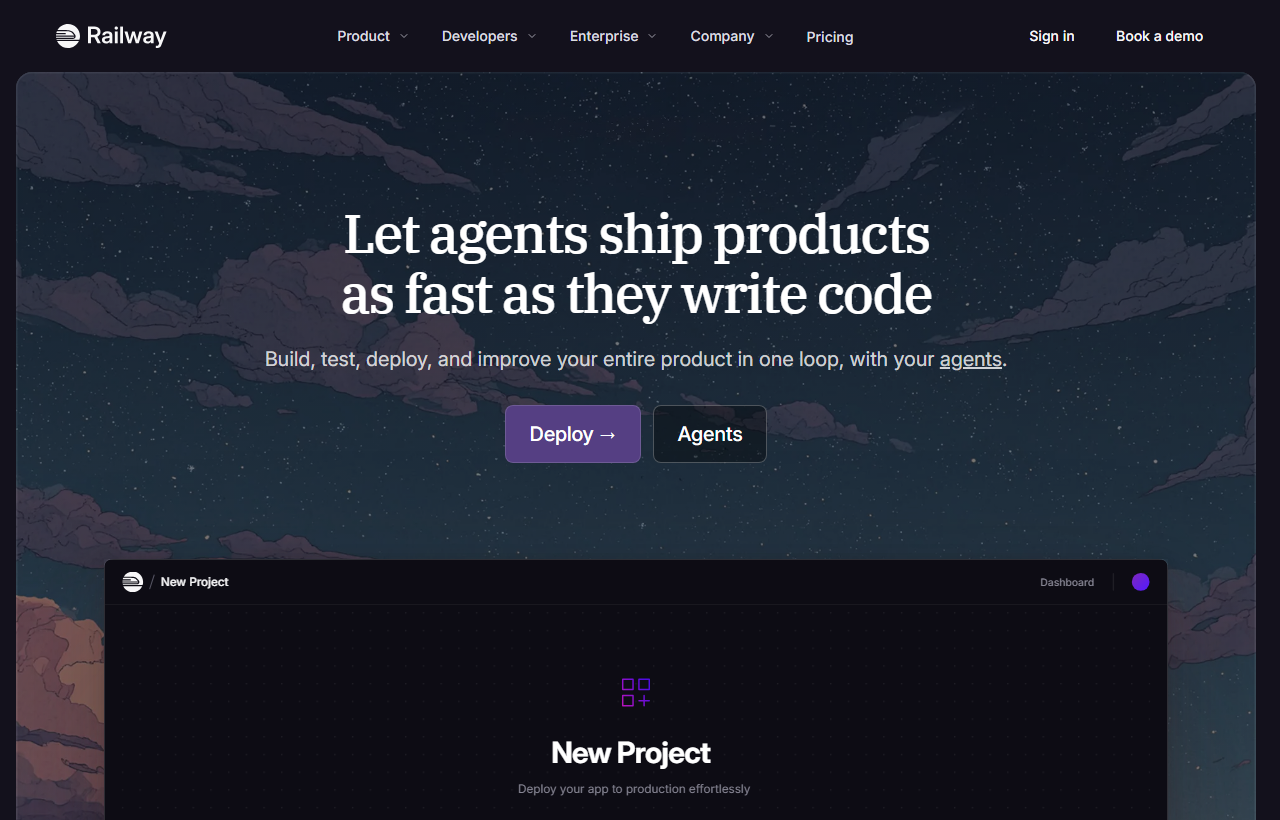 Railway
Product
Developers
Enterprise
Company
Pricing
Sign in
Book a demo
Let agents ship products
as fast as they write code
Build, test, deploy, and improve your entire product in one loop, with your agents.
Deploy →
Agents
/ New Project
Dashboard
New Project
Deploy your app to production effortlessly